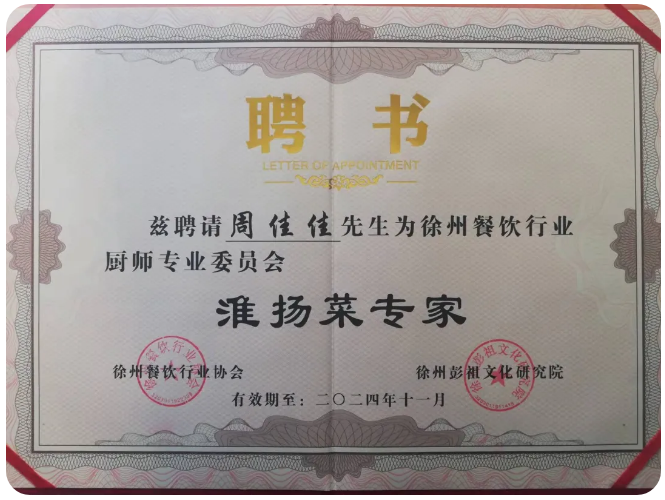 聘 书
LETTER OF APPOINTMENT
兹聘请周佳佳先生为徐州餐饮行业
厨师专业委员会
淮扬菜专家
徐州餐饮行业协会 徐州彭祖文化研究院
有效期至：二〇二四年十一月